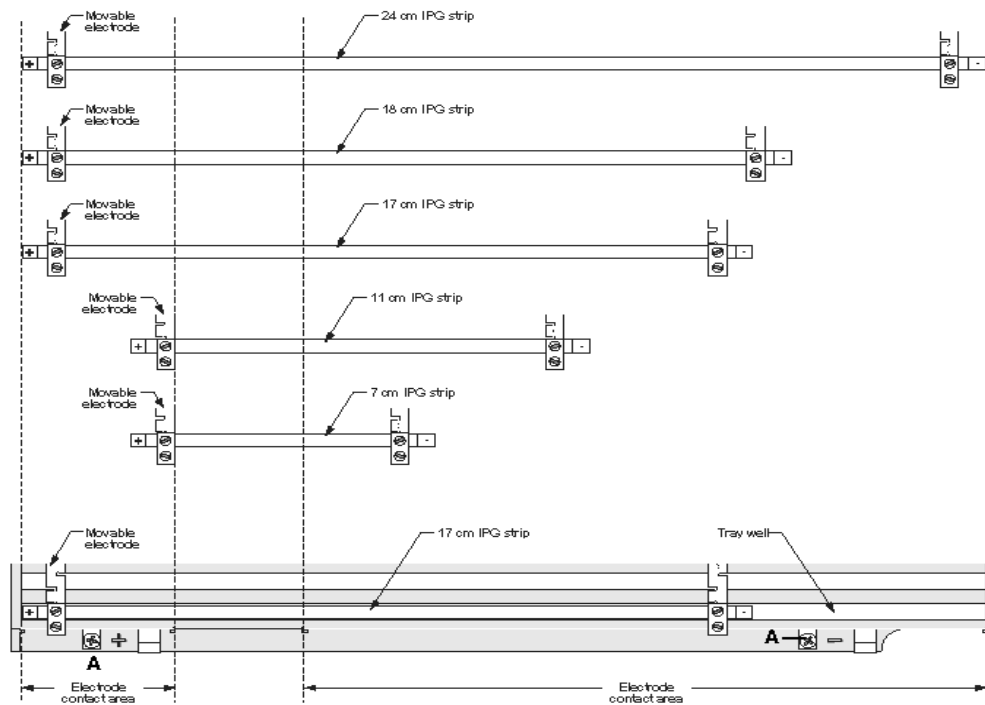 Movable
electrode
24 cm IPG strip
+
-
Movable
electrode
18 cm IPG strip
+
-
Movable
electrode
17 cm IPG strip
+
-
Movable
electrode
11 cm IPG strip
+
-
Movable
electrode
7 cm IPG strip
+
-
Movable
electrode
17 cm IPG strip
Tray well
+
-
+
A
A
−
Electrode
contact area
Electrode
contact area